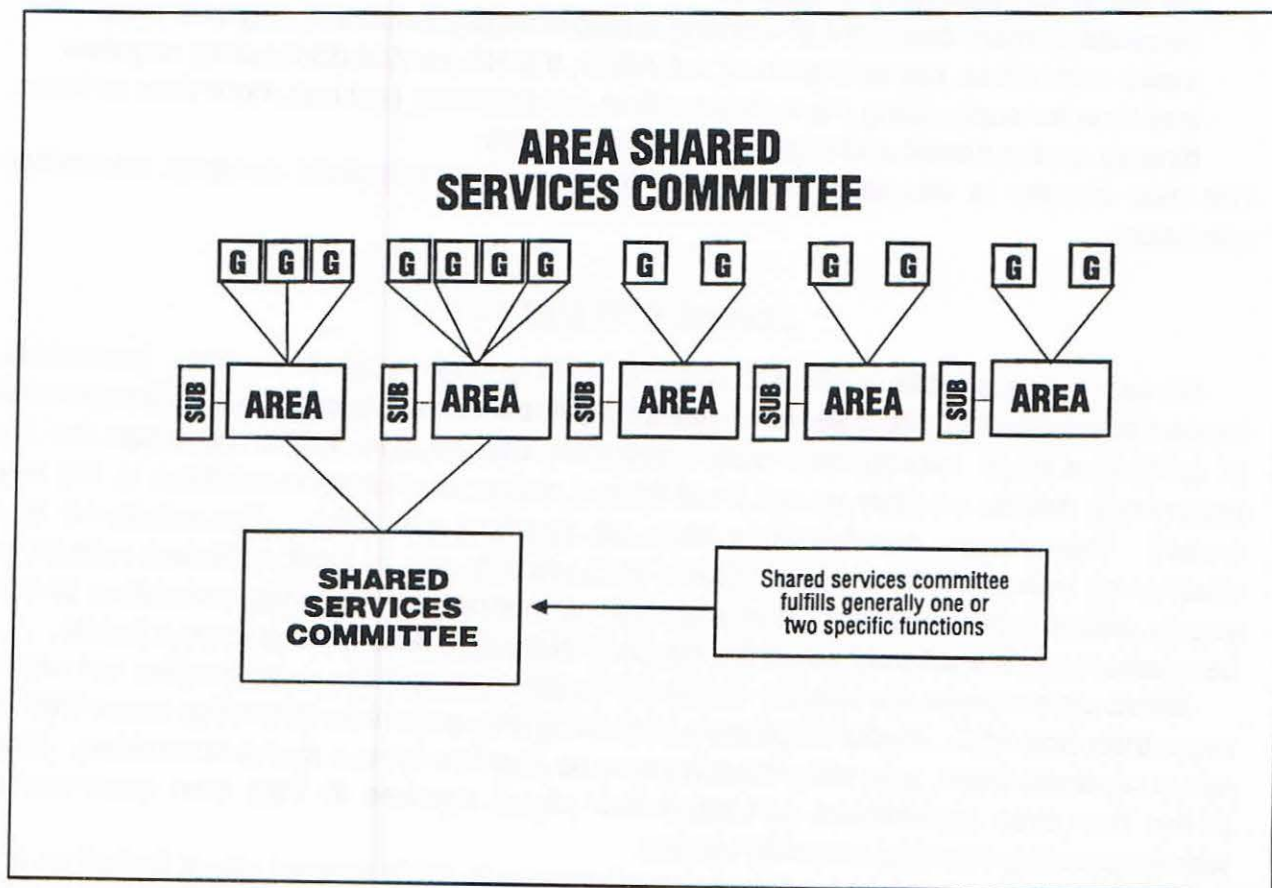 AREA SHARED
SERVICES COMMITTEE
G G G G G G G G G G G G G
SUB AREA SUB AREA SUB AREA SUB AREA SUB AREA
SHARED
SERVICES
COMMITTEE
Shared services committee
fulfills generally one or
two specific functions